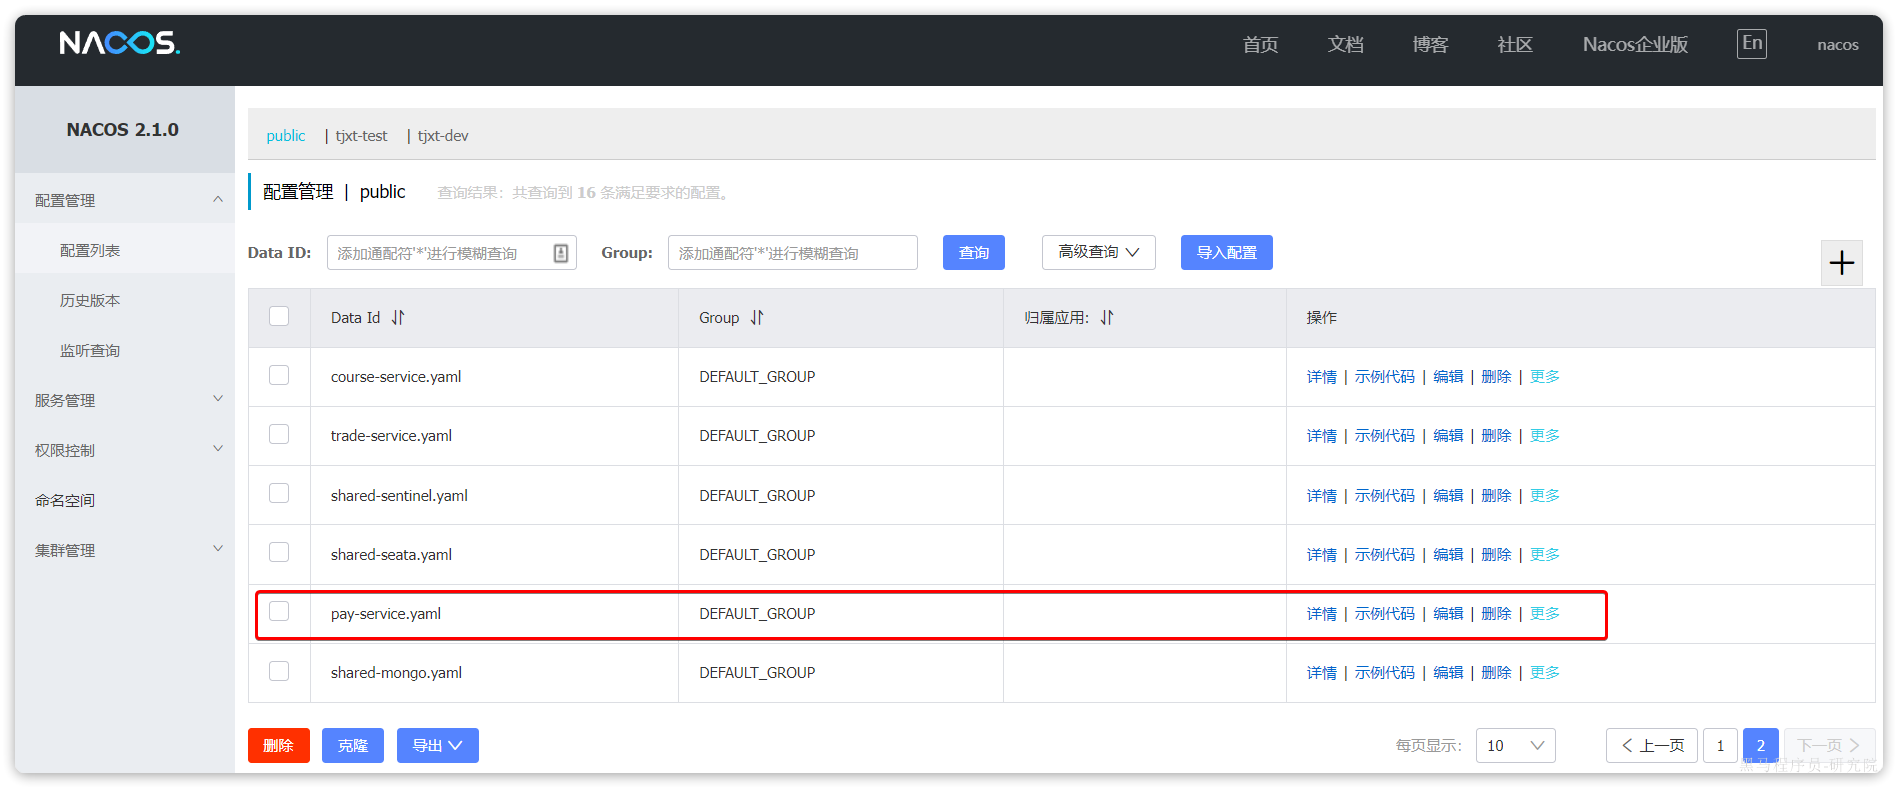 NACOS.
首页 文档 博客 社区 Nacos企业版 En nacos
NACOS 2.1.0
配置管理
配置列表
历史版本
监听查询
服务管理
权限控制
命名空间
集群管理
public | tjxt-test | tjxt-dev
配置管理 | public 查询结果：共查询到 16 条满足要求的配置。
Data ID: 添加通配符'*'进行模糊查询 Group: 添加通配符'*'进行模糊查询 查询 高级查询 导入配置 +
Data Id Group 归属应用: 操作
course-service.yaml DEFAULT_GROUP 详情 | 示例代码 | 编辑 | 删除 | 更多
trade-service.yaml DEFAULT_GROUP 详情 | 示例代码 | 编辑 | 删除 | 更多
shared-sentinel.yaml DEFAULT_GROUP 详情 | 示例代码 | 编辑 | 删除 | 更多
shared-seata.yaml DEFAULT_GROUP 详情 | 示例代码 | 编辑 | 删除 | 更多
pay-service.yaml DEFAULT_GROUP 详情 | 示例代码 | 编辑 | 删除 | 更多
shared-mongo.yaml DEFAULT_GROUP 详情 | 示例代码 | 编辑 | 删除 | 更多
删除 克隆 导出 每页显示: 10 上一页 1 2 下一页
黑马程序员-研究院